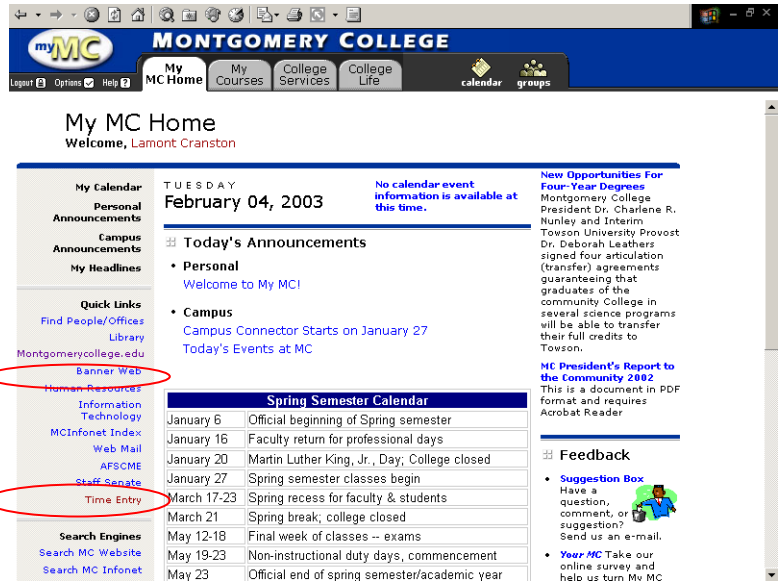 myMC
MONTGOMERY COLLEGE
Logout Options Help
My MC Home
My Courses
College Services
College Life
calendar
groups
My MC Home
Welcome, Lamont Cranston
My Calendar
Personal
Announcements
Campus
Announcements
My Headlines
Quick Links
Find People/Offices
Library
Montgomerycollege.edu
Banner Web
Human Resources
Information
Technology
MCInfonet Index
Web Mail
AFSCME
Staff Senate
Time Entry
Search Engines
Search MC Website
Search MC Infonet
TUESDAY
February 04, 2003
No calendar event
information is available at
this time.
Today's Announcements
• Personal
Welcome to My MC!
• Campus
Campus Connector Starts on January 27
Today's Events at MC
Spring Semester Calendar
January 6 Official beginning of Spring semester
January 16 Faculty return for professional days
January 20 Martin Luther King, Jr., Day; College closed
January 27 Spring semester classes begin
March 17-23 Spring recess for faculty & students
March 21 Spring break; college closed
May 12-18 Final week of classes -- exams
May 19-23 Non-instructional duty days, commencement
May 23 Official end of spring semester/academic year
New Opportunities For
Four-Year Degrees
Montgomery College
President Dr. Charlene R.
Nunley and Interim
Towson University Provost
Dr. Deborah Leathers
signed four articulation
(transfer) agreements
guaranteeing that
graduates of the
community College in
several science programs
will be able to transfer
their full credits to
Towson.
MC President's Report to
the Community 2002
This is a document in PDF
format and requires
Acrobat Reader
Feedback
• Suggestion Box
Have a
question,
comment, or
suggestion?
Send us an e-mail.
• Your MC Take our
online survey and
help us turn My MC